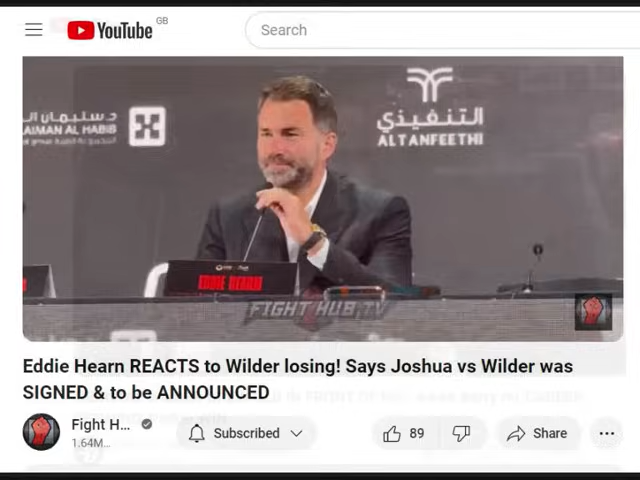 YouTube GB
Search
د. سليمان ال
AIMAN AL HABIB
التنفيذي
ALTANFEETHI
EDDIE HEARN
FIGHT HUB TV
Eddie Hearn REACTS to Wilder losing! Says Joshua vs Wilder was
SIGNED & to be ANNOUNCED
Fight H...
1.64M...
Subscribed
89
Share